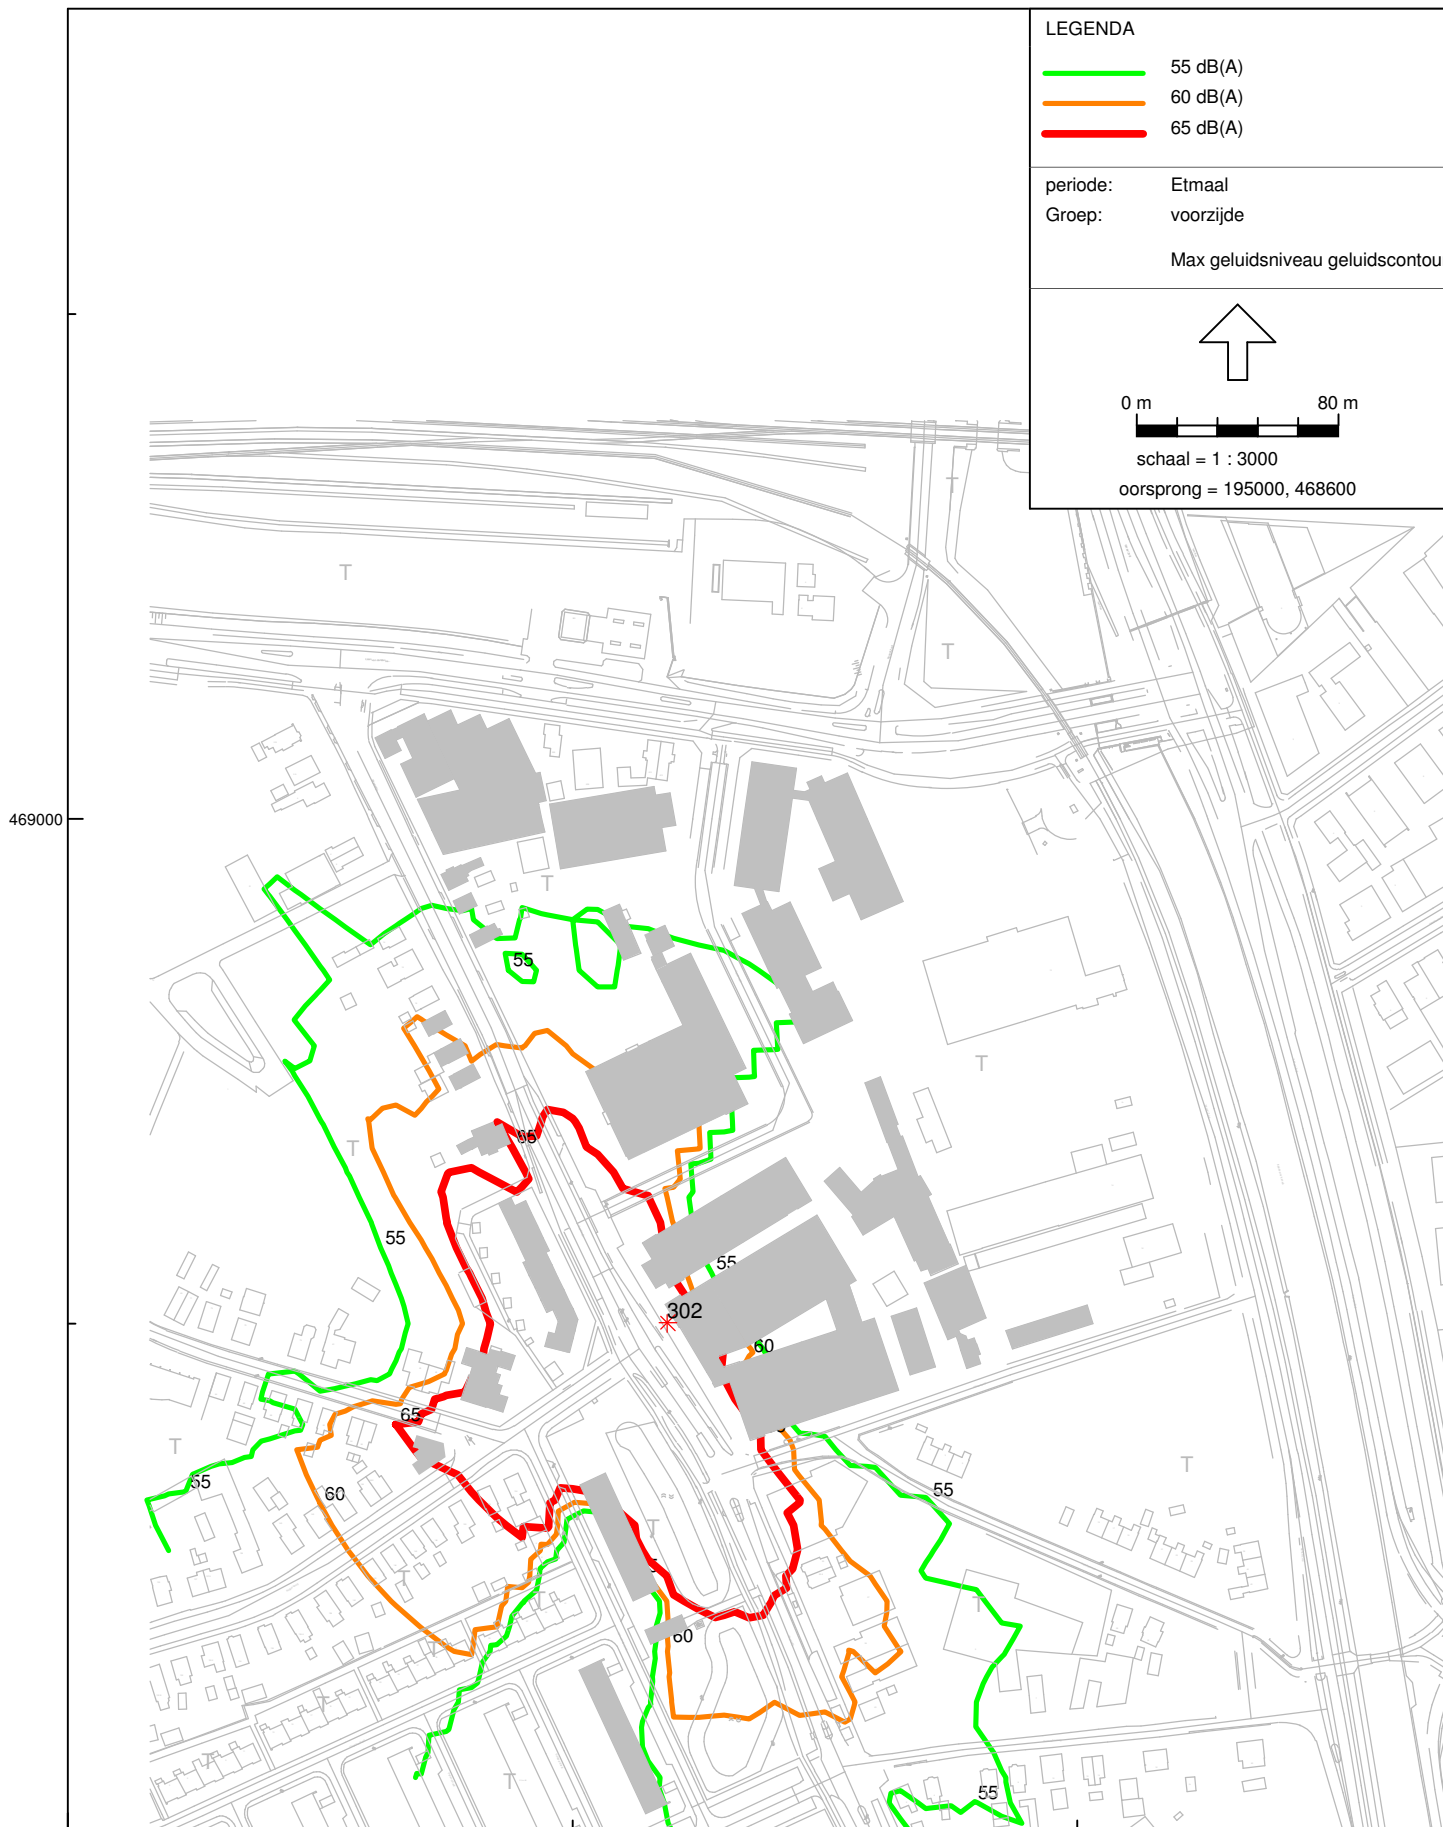 LEGENDA
55 dB(A)
60 dB(A)
65 dB(A)
periode: Etmaal
Groep: voorzijde
Max geluidsniveau geluidscontou
0 m 80 m
schaal = 1 : 3000
oorsprong = 195000, 468600
T
T
T
469000
T
55
T
65
T
55
55
302
60
65
T
55
60
55
T
T
T
T
T
60
T
T
T
T
55